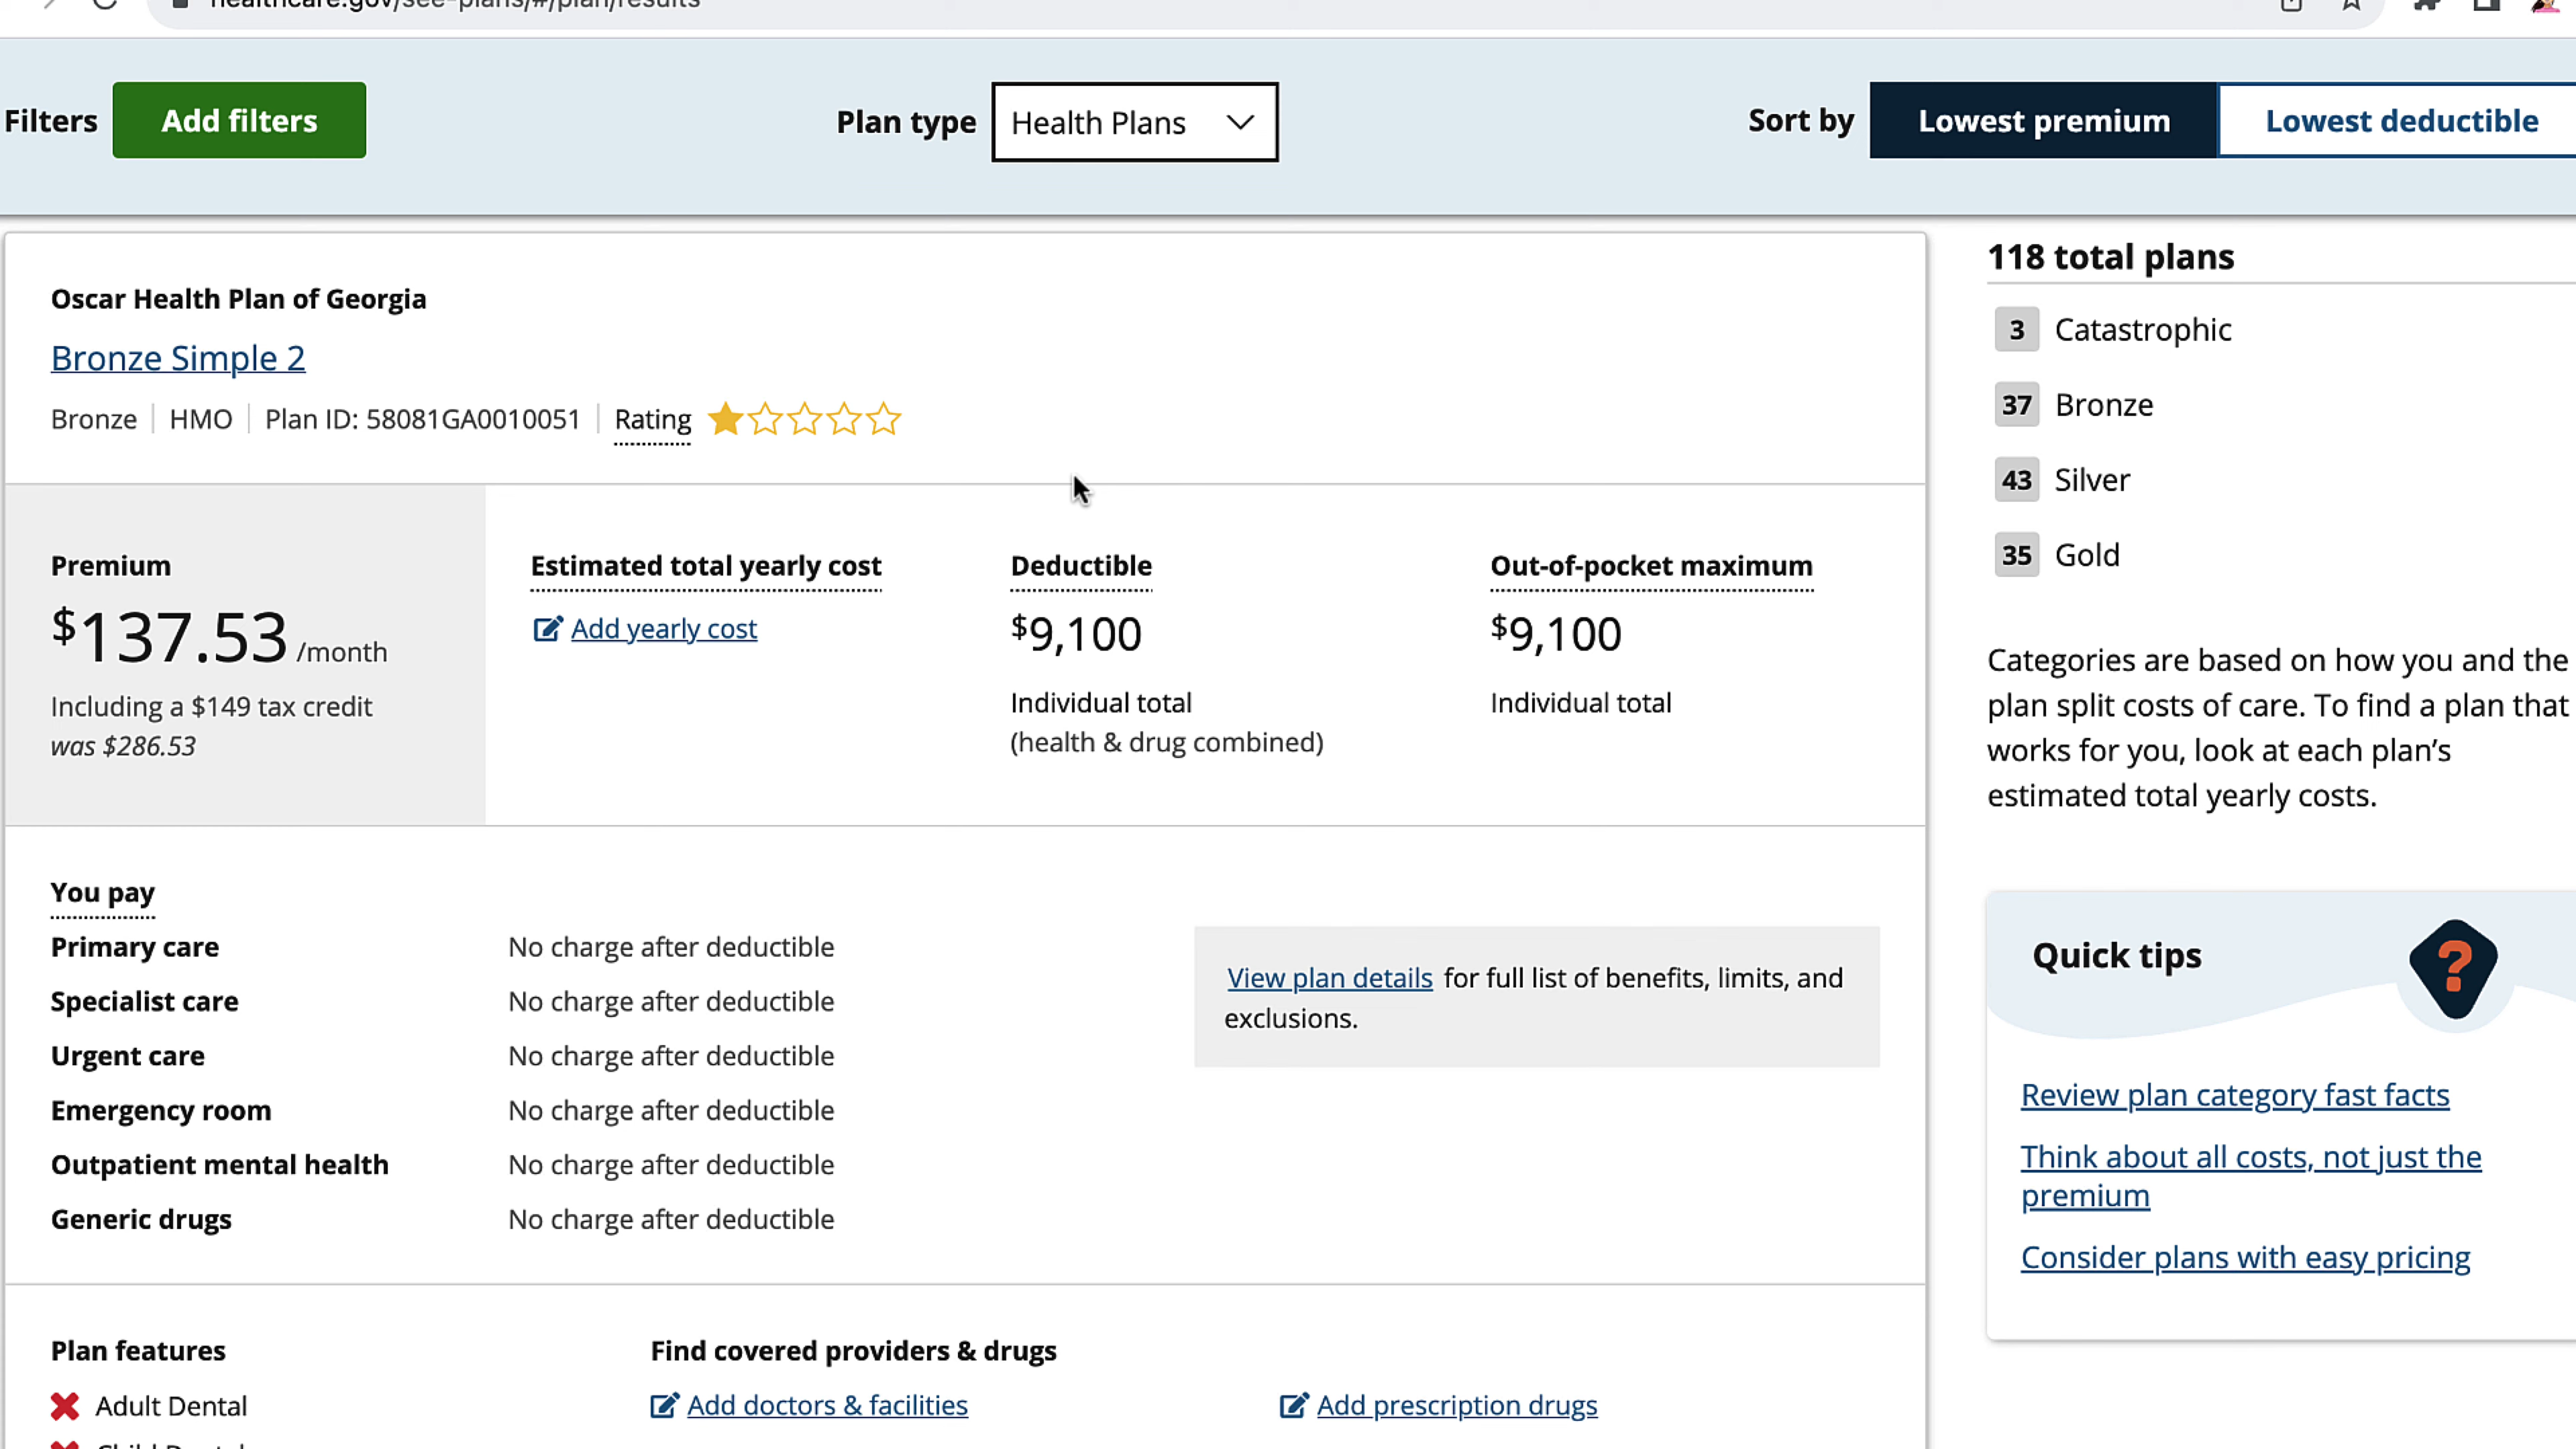 healthcare.gov/see-plans/#/plan/results
Filters
Add filters
Plan type
Health Plans
Sort by
Lowest premium
Lowest deductible
Oscar Health Plan of Georgia
Bronze Simple 2
Bronze HMO Plan ID: 58081GA0010051 Rating
Premium
$137.53 /month
Including a $149 tax credit
was $286.53
Estimated total yearly cost
Add yearly cost
Deductible
$9,100
Individual total
(health & drug combined)
Out-of-pocket maximum
$9,100
Individual total
You pay
Primary care No charge after deductible
Specialist care No charge after deductible
Urgent care No charge after deductible
Emergency room No charge after deductible
Outpatient mental health No charge after deductible
Generic drugs No charge after deductible
View plan details for full list of benefits, limits, and
exclusions.
Plan features
Adult Dental
Child Dental
Find covered providers & drugs
Add doctors & facilities
Add prescription drugs
118 total plans
3 Catastrophic
37 Bronze
43 Silver
35 Gold
Categories are based on how you and the
plan split costs of care. To find a plan that
works for you, look at each plan’s
estimated total yearly costs.
Quick tips
?
Review plan category fast facts
Think about all costs, not just the
premium
Consider plans with easy pricing